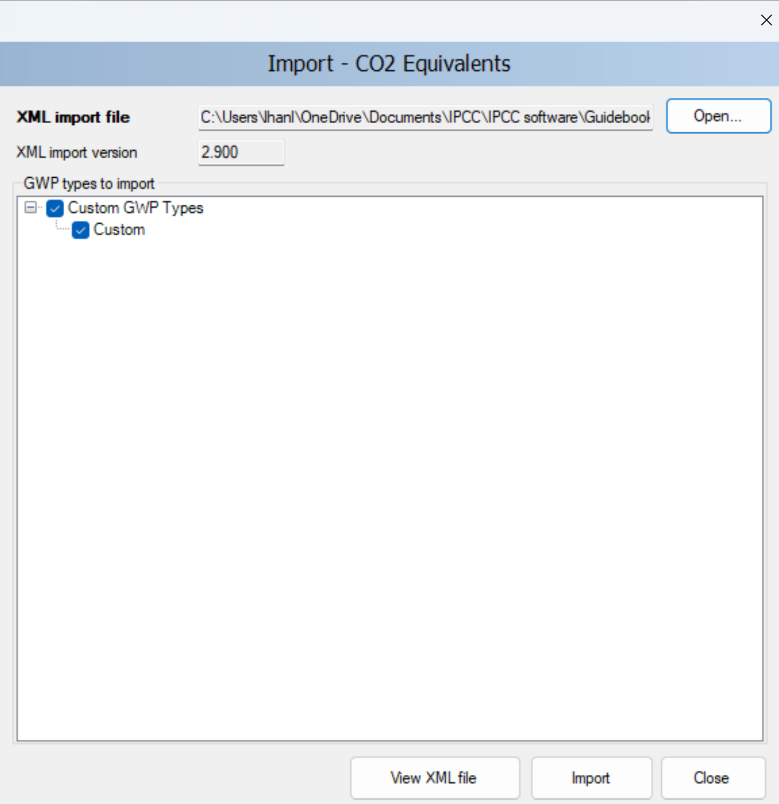 Import - CO2 Equivalents
XML import file C:\Users\lhanl\OneDrive\Documents\IPCC\IPCC software\Guidebook Open...
XML import version 2.900
GWP types to import
Custom GWP Types
Custom
View XML file Import Close